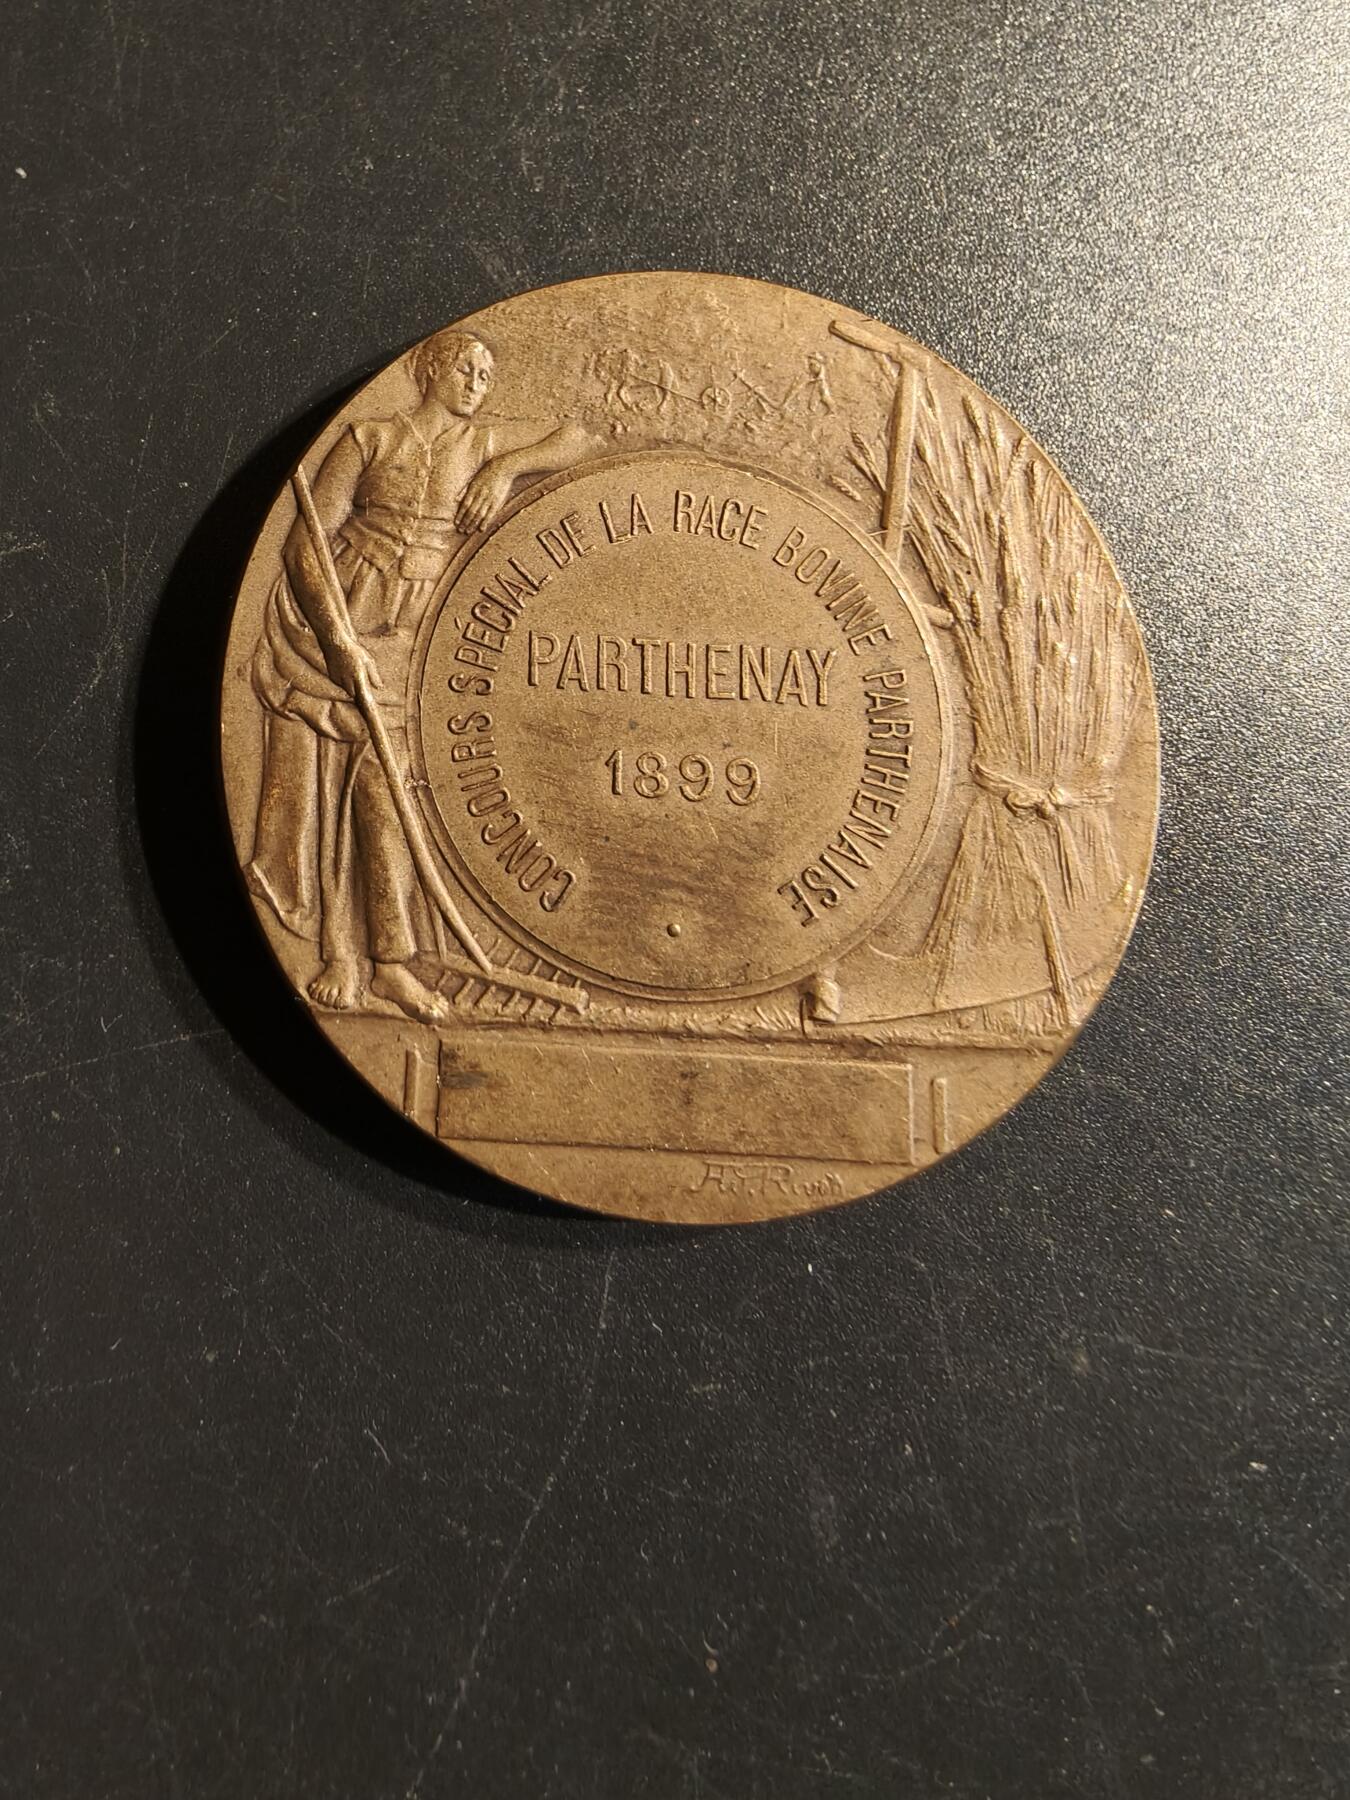 CONCOURS SPÉCIAL DE LA RACE BOVINE PARTHENAISE
PARTHENAY
1899